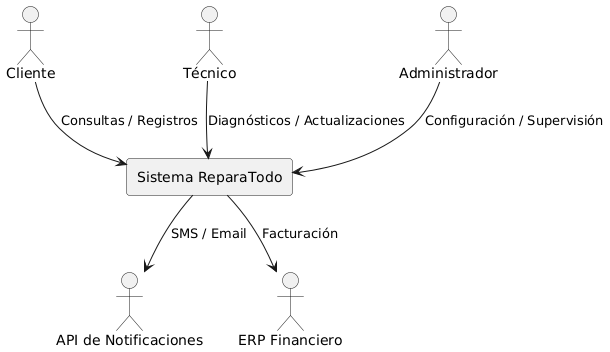 Cliente
Técnico
Administrador
Consultas / Registros
Diagnósticos / Actualizaciones
Configuración / Supervisión
Sistema ReparaTodo
SMS / Email
Facturación
API de Notificaciones
ERP Financiero